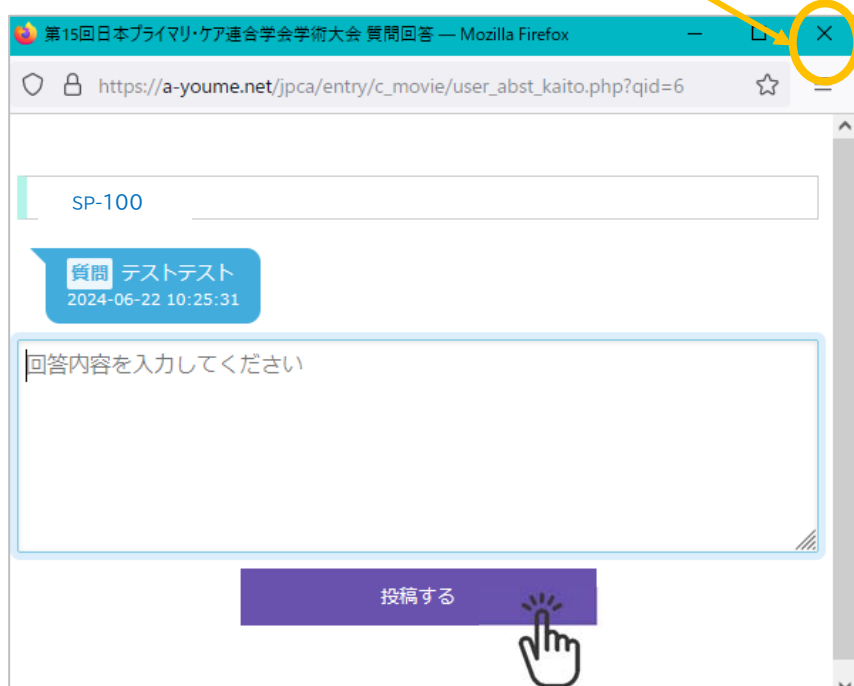 第15回日本プライマリ・ケア連合学会学術大会 質問回答 — Mozilla Firefox
https://a-youme.net/jpca/entry/c_movie/user_abst_kaito.php?qid=6
SP-100
質問 テストテスト
2024-06-22 10:25:31
回答内容を入力してください
投稿する